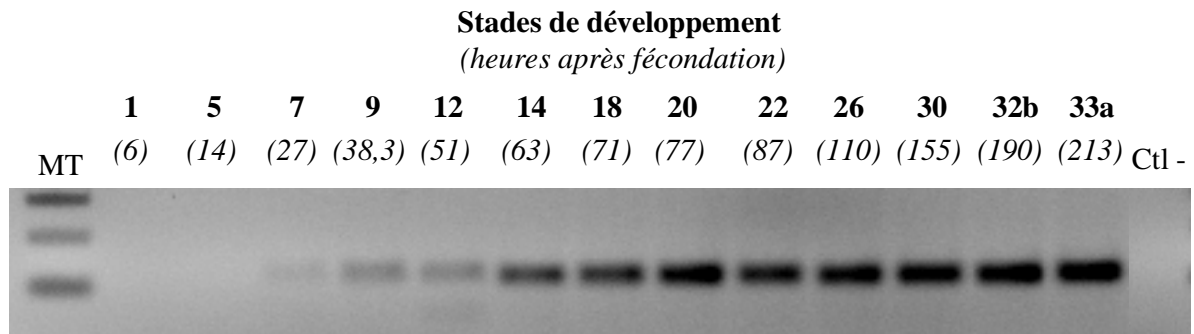 Stades de développement
(heures après fécondation)
1 5 7 9 12 14 18 20 22 26 30 32b 33a
MT (6) (14) (27) (38,3) (51) (63) (71) (77) (87) (110) (155) (190) (213) Ctl -